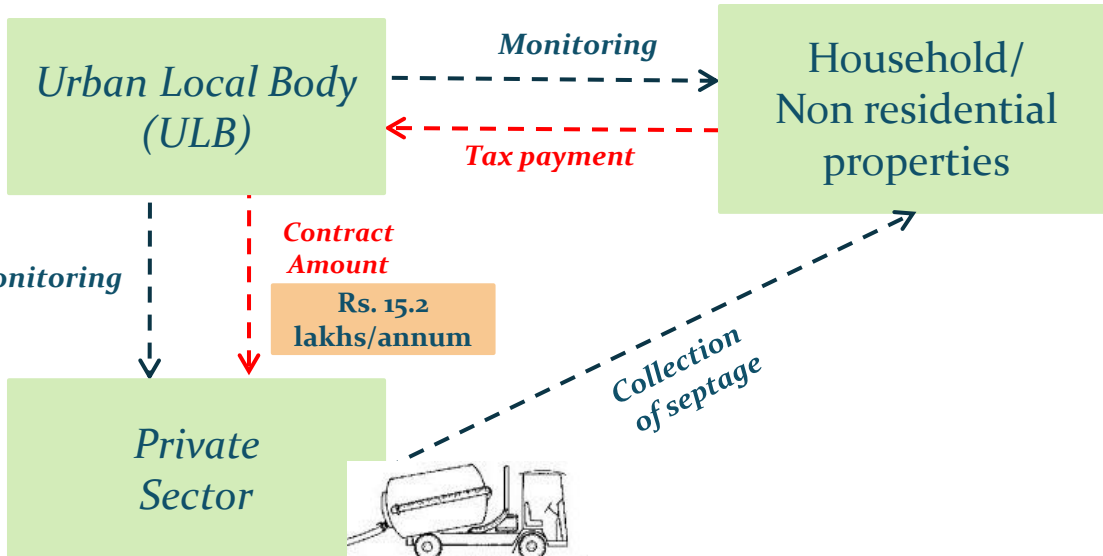 Monitoring
Urban Local Body
(ULB)
Household/
Non residential
properties
Tax payment
Contract
Amount
onitoring
Rs. 15.2
lakhs/annum
Collection
of septage
Private
Sector